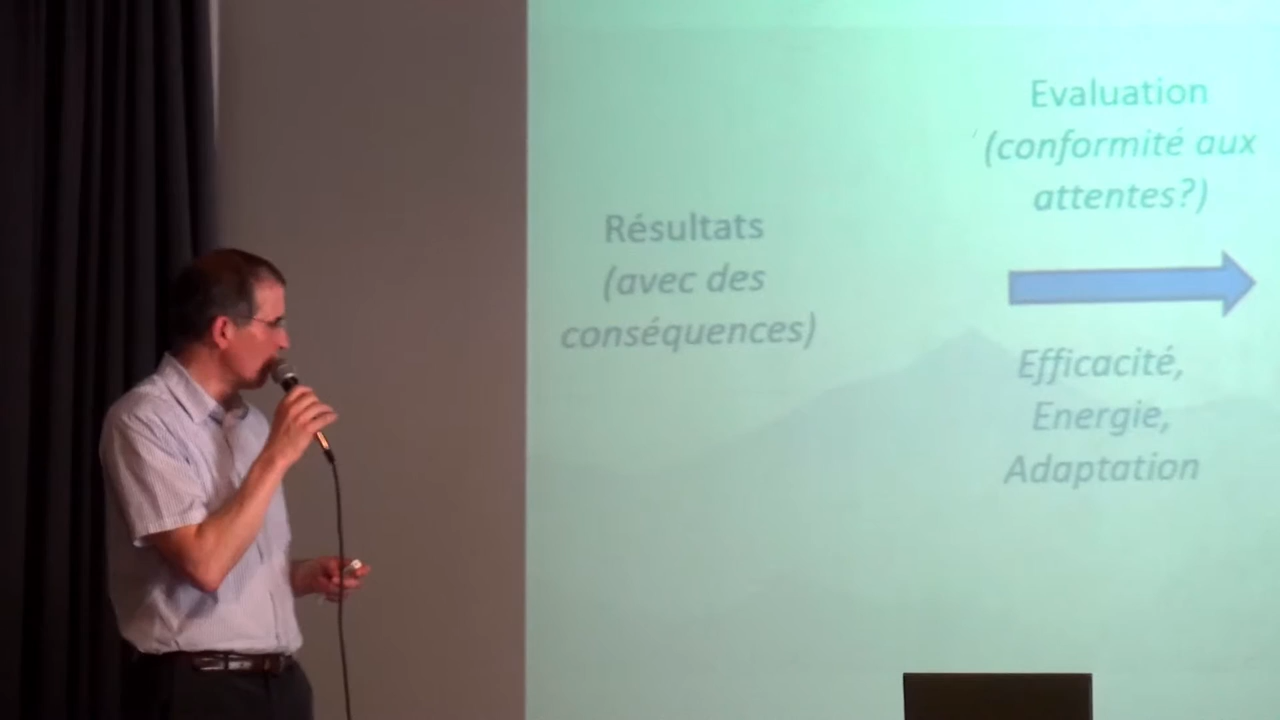 Résultats
(avec des
conséquences)
Evaluation
(conformité aux
attentes?)
Efficacité,
Energie,
Adaptation